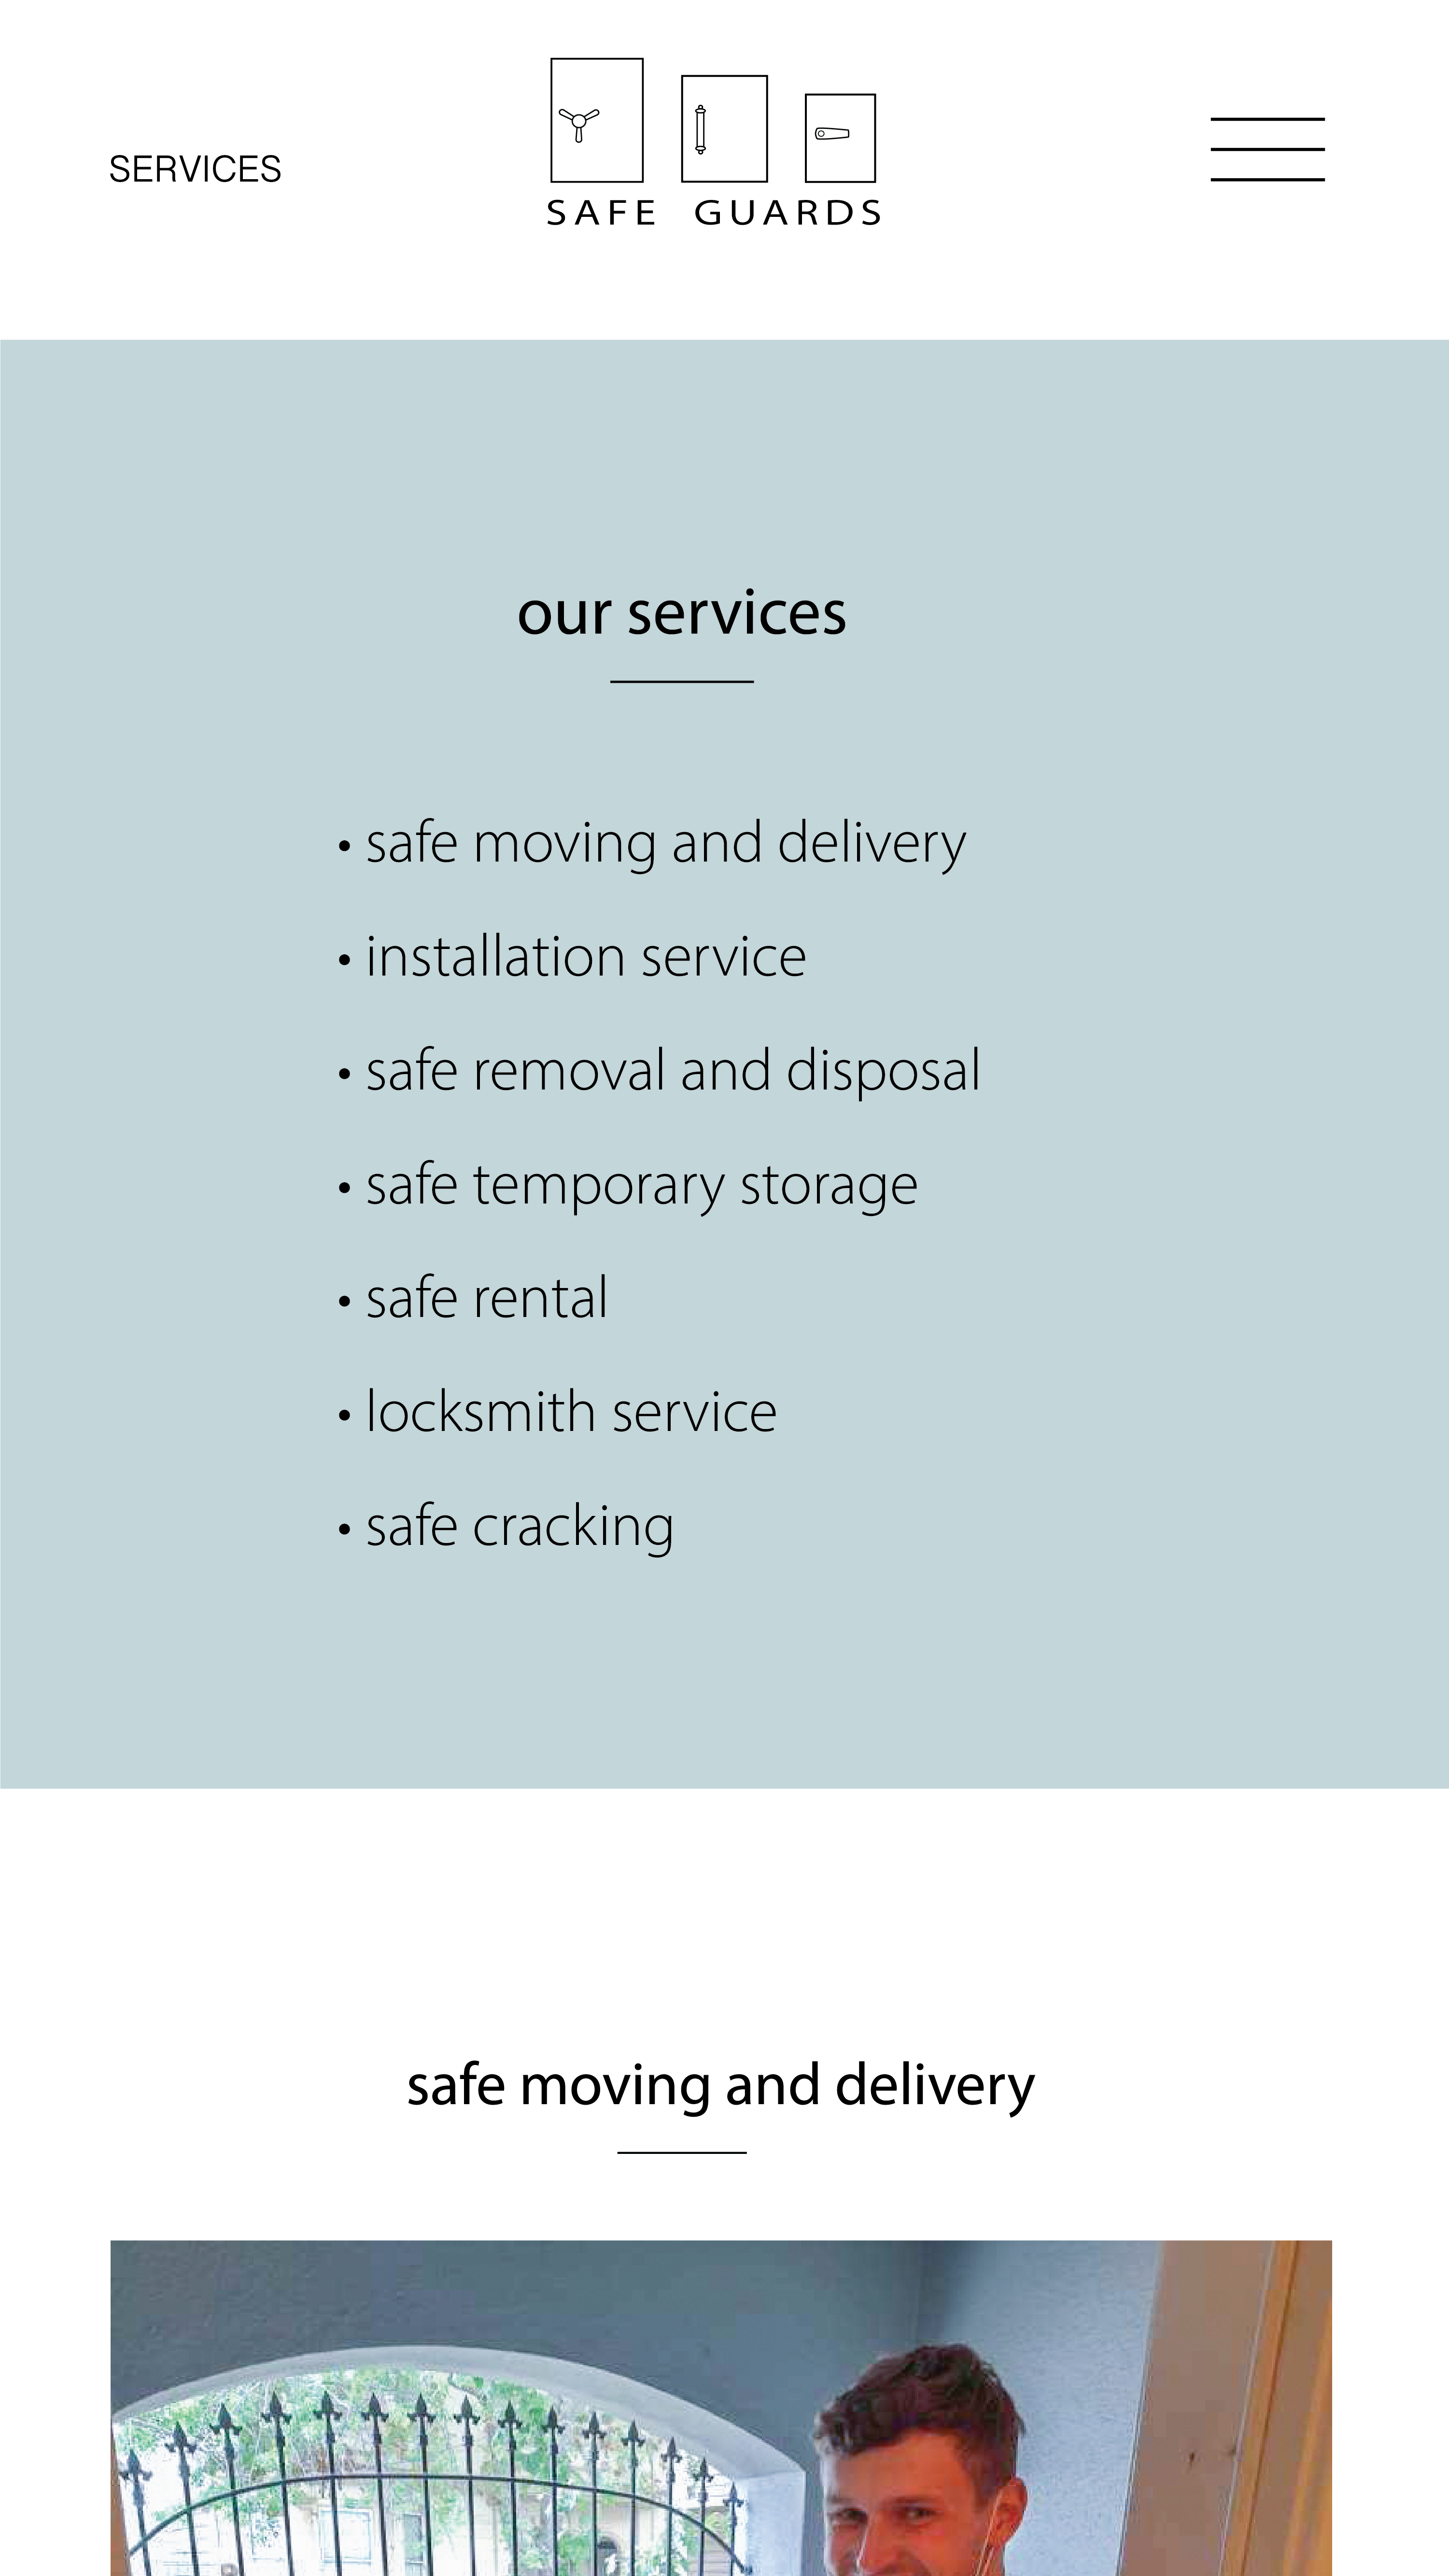 SERVICES
SAFE GUARDS
our services
• safe moving and delivery
• installation service
• safe removal and disposal
• safe temporary storage
• safe rental
• locksmith service
• safe cracking
safe moving and delivery